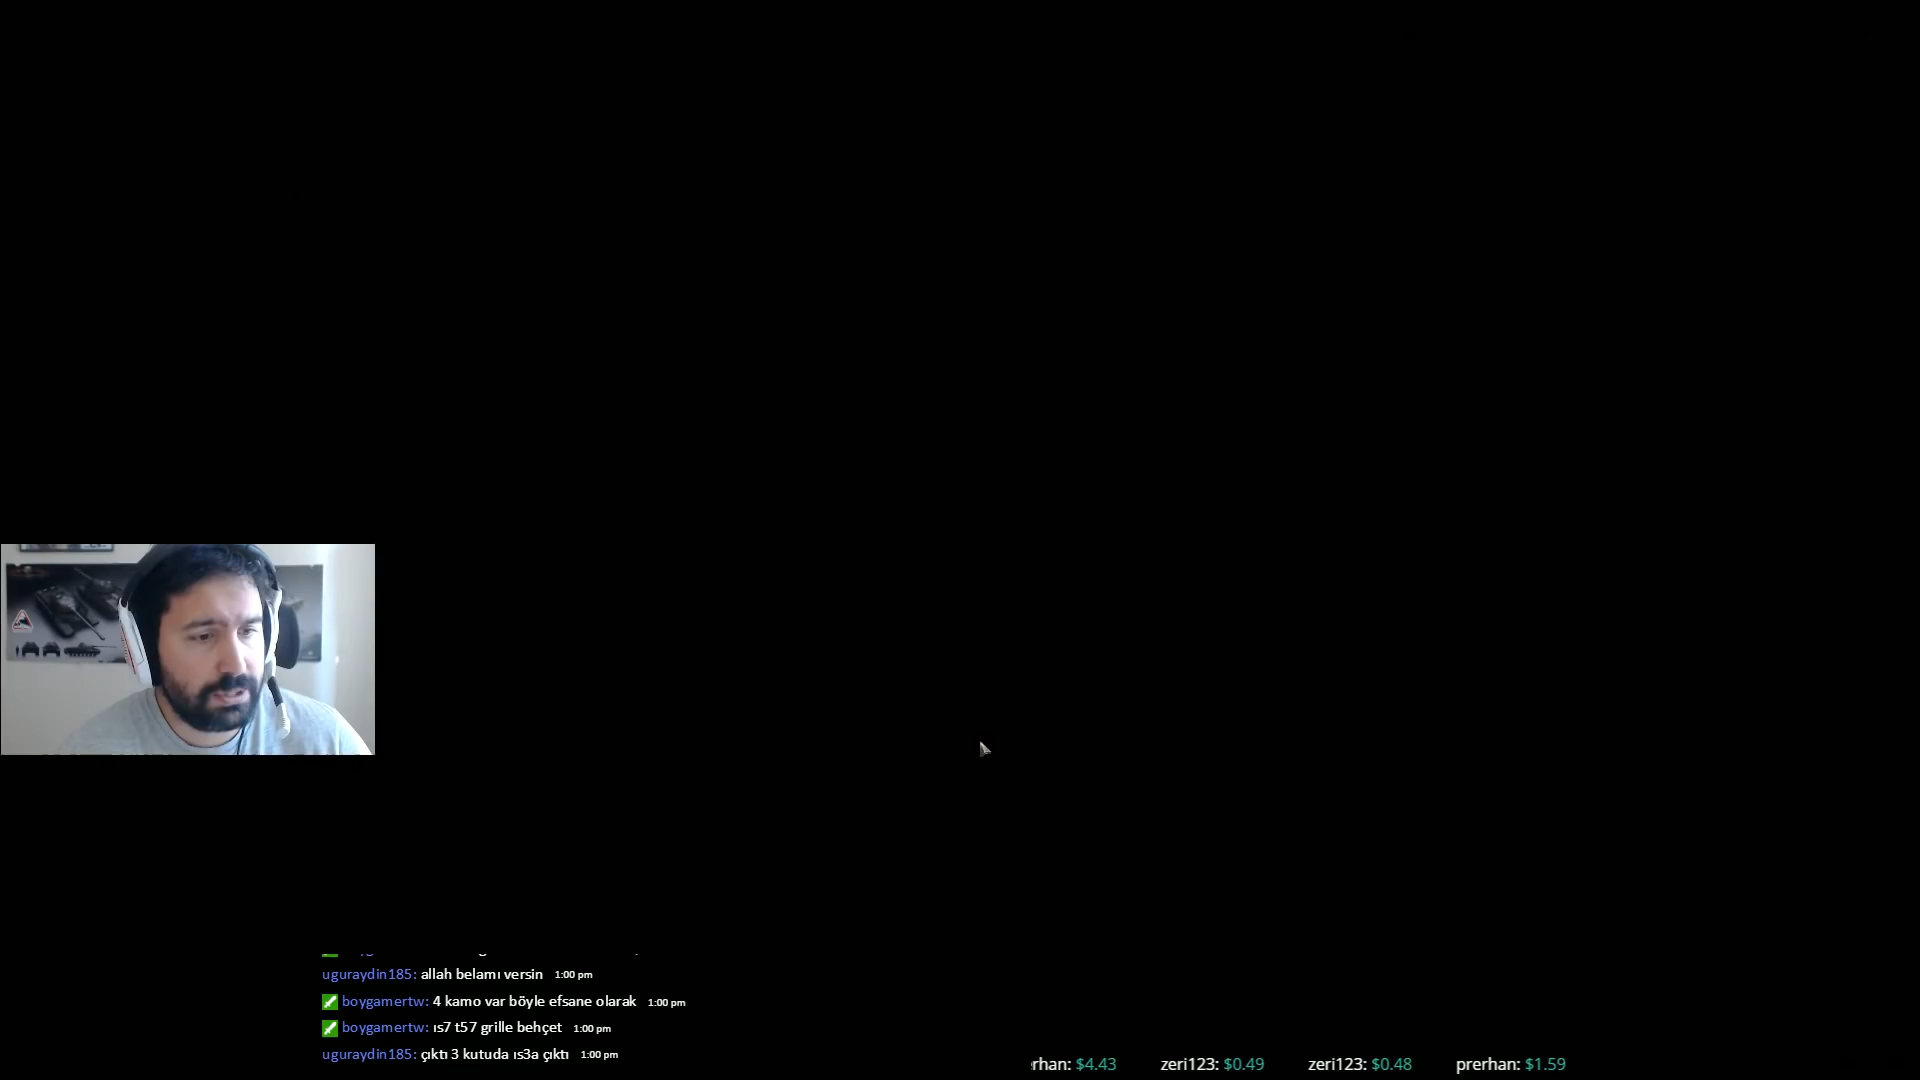 uguraydin185: allah belamı versin 1:00 pm
boygamertw: 4 kamo var böyle efsane olarak 1:00 pm
boygamertw: ıs7 t57 grille behçet 1:00 pm
uguraydin185: çıktı 3 kutuda ıs3a çıktı 1:00 pm
rhan: $4.43 zeri123: $0.49 zeri123: $0.48 prerhan: $1.59